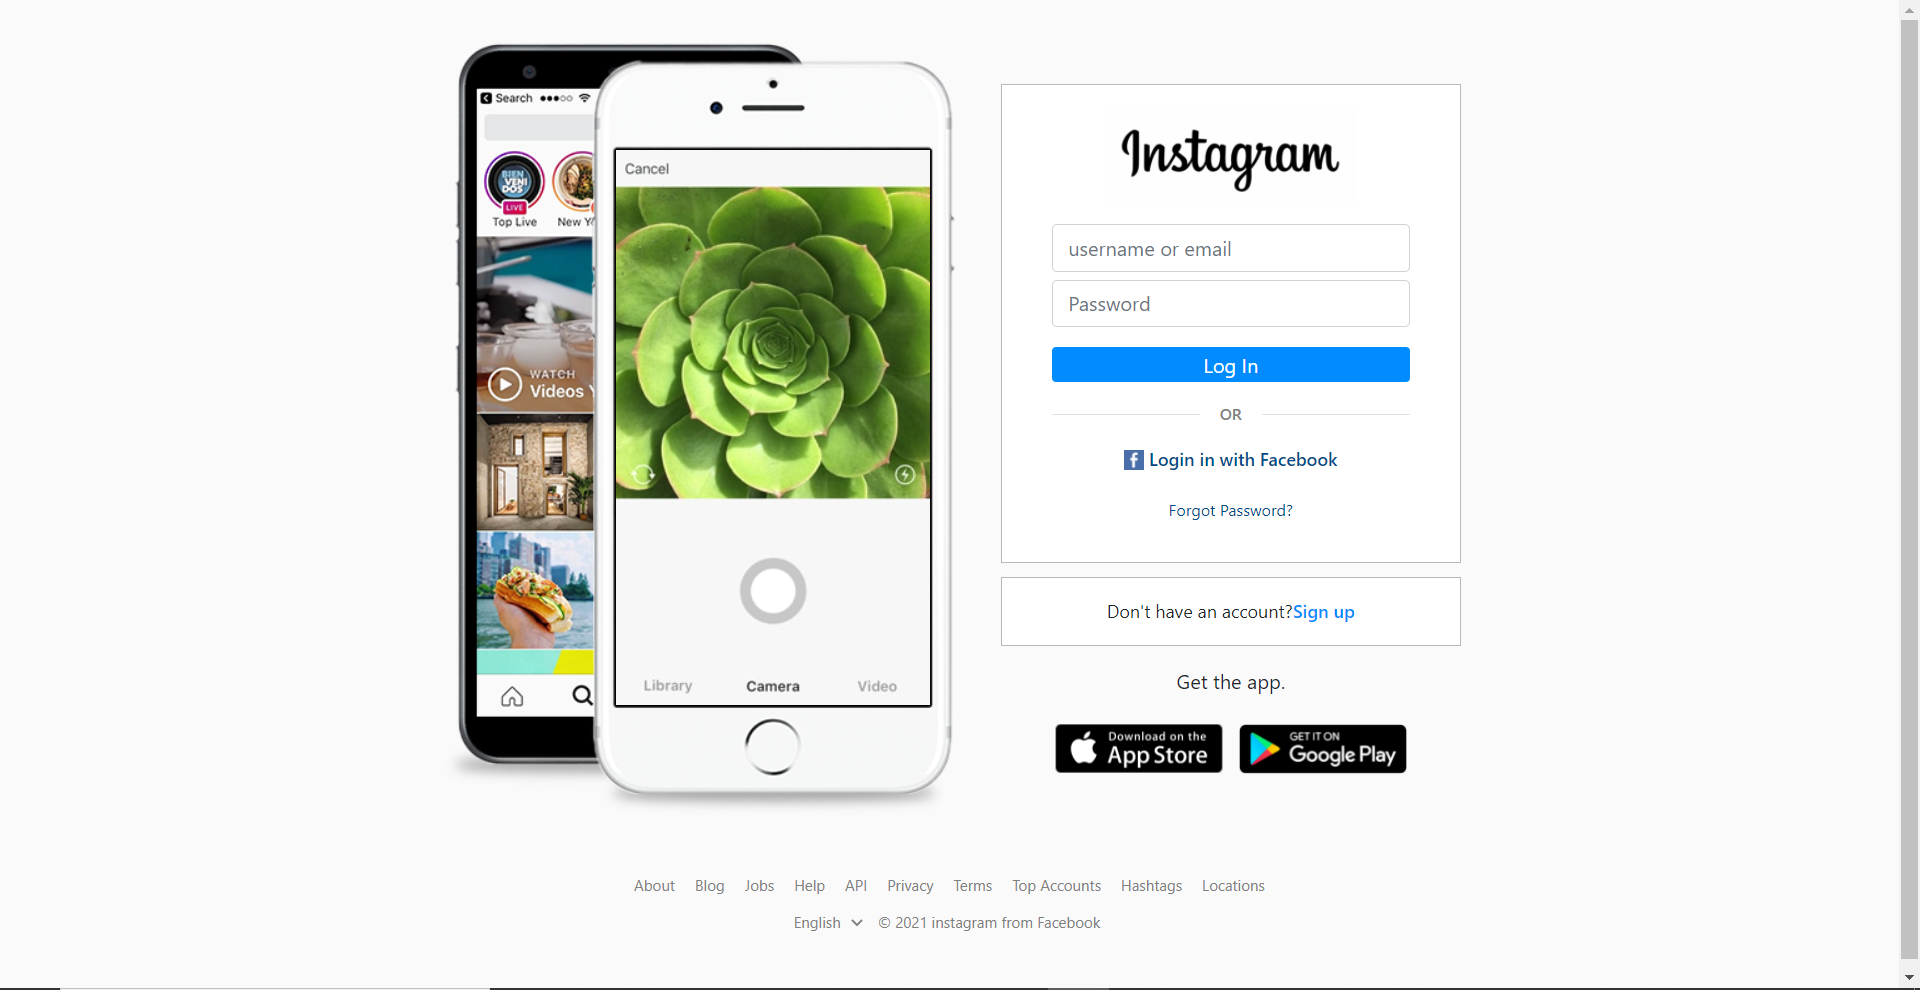 Search
BIEN
VENI
DOS
LIVE
Top Live
New Y
WATCH
Videos
Cancel
Library
Camera
Video
Instagram
username or email
Password
Log In
OR
Login in with Facebook
Forgot Password?
Don't have an account?Sign up
Get the app.
Download on the
App Store
GET IT ON
Google Play
About Blog Jobs Help API Privacy Terms Top Accounts Hashtags Locations
English © 2021 instagram from Facebook